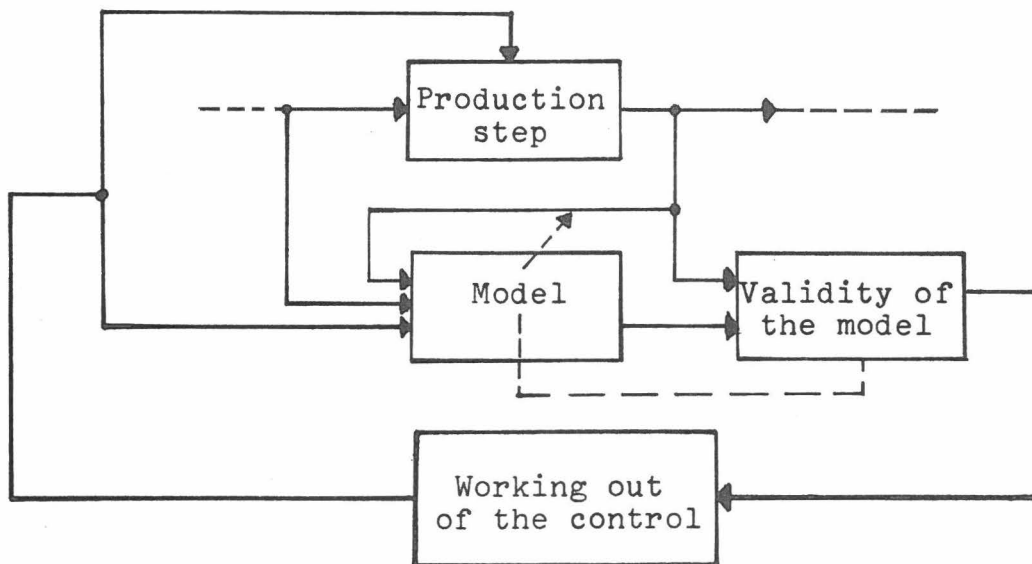 Production
step
Model
Validity of
the model
Working out
of the control